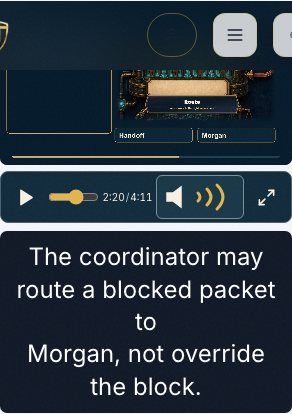 Route
Handoff
Morgan
2:20/4:11
The coordinator may
route a blocked packet
to
Morgan, not override
the block.